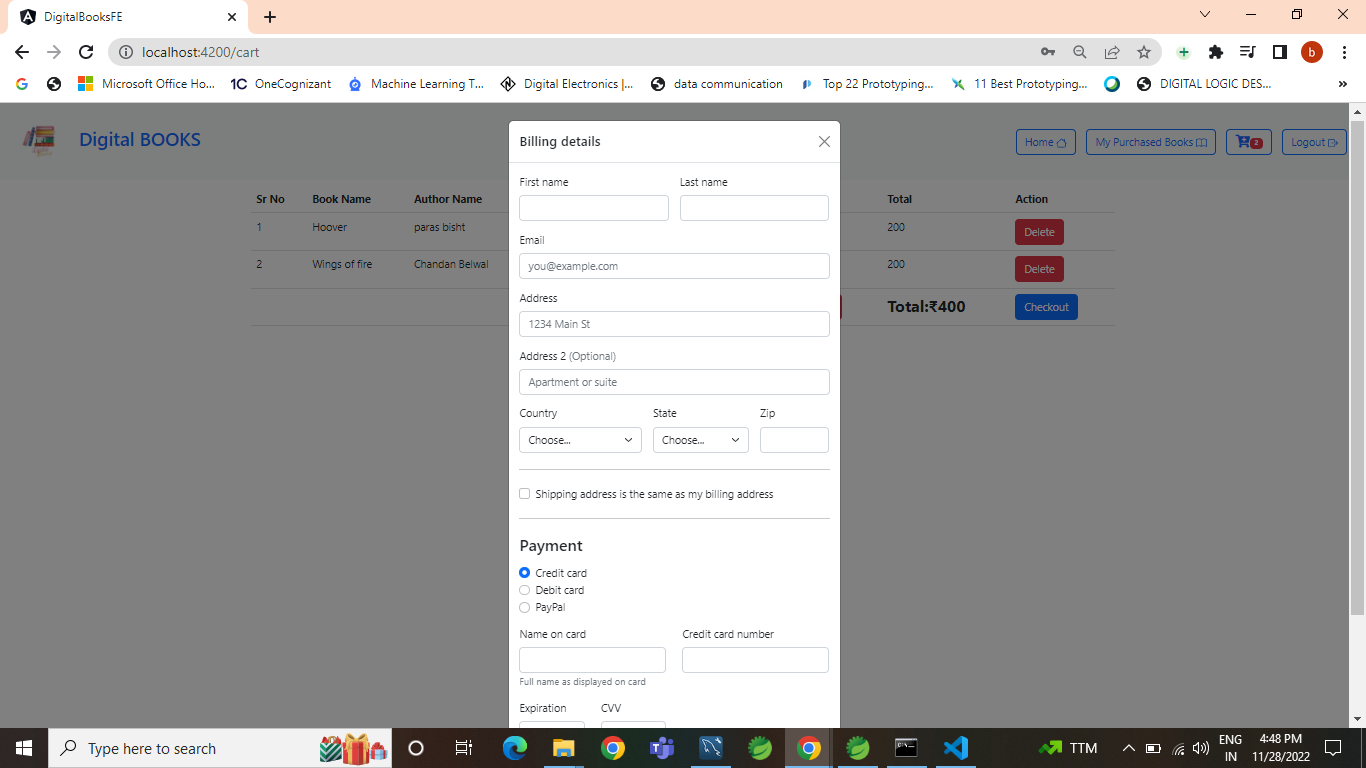 DigitalBooksFE
localhost:4200/cart
Microsoft Office Ho... 1C OneCognizant Machine Learning T... Digital Electronics |... data communication Top 22 Prototyping... 11 Best Prototyping... DIGITAL LOGIC DES... »
Digital BOOKS
Home My Purchased Books 2 Logout
Billing details
Sr No Book Name Author Name Total Action
1 Hoover paras bisht 200 Delete
2 Wings of fire Chandan Belwal 200 Delete
Total:₹400 Checkout
First name Last name
Email
you@example.com
Address
1234 Main St
Address 2 (Optional)
Apartment or suite
Country State Zip
Choose... Choose...
Shipping address is the same as my billing address
Payment
Credit card
Debit card
PayPal
Name on card Credit card number
Full name as displayed on card
Expiration CVV
Type here to search
TTM
ENG
IN
4:48 PM
11/28/2022